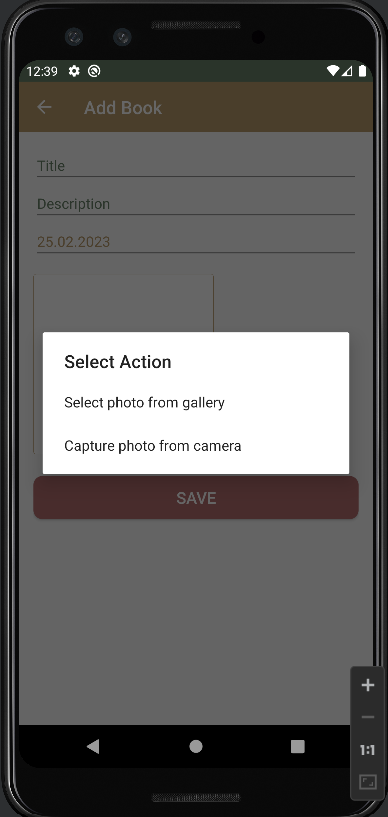 12:39
Add Book
Title
Description
25.02.2023
Select Action
Select photo from gallery
Capture photo from camera
SAVE
1:1